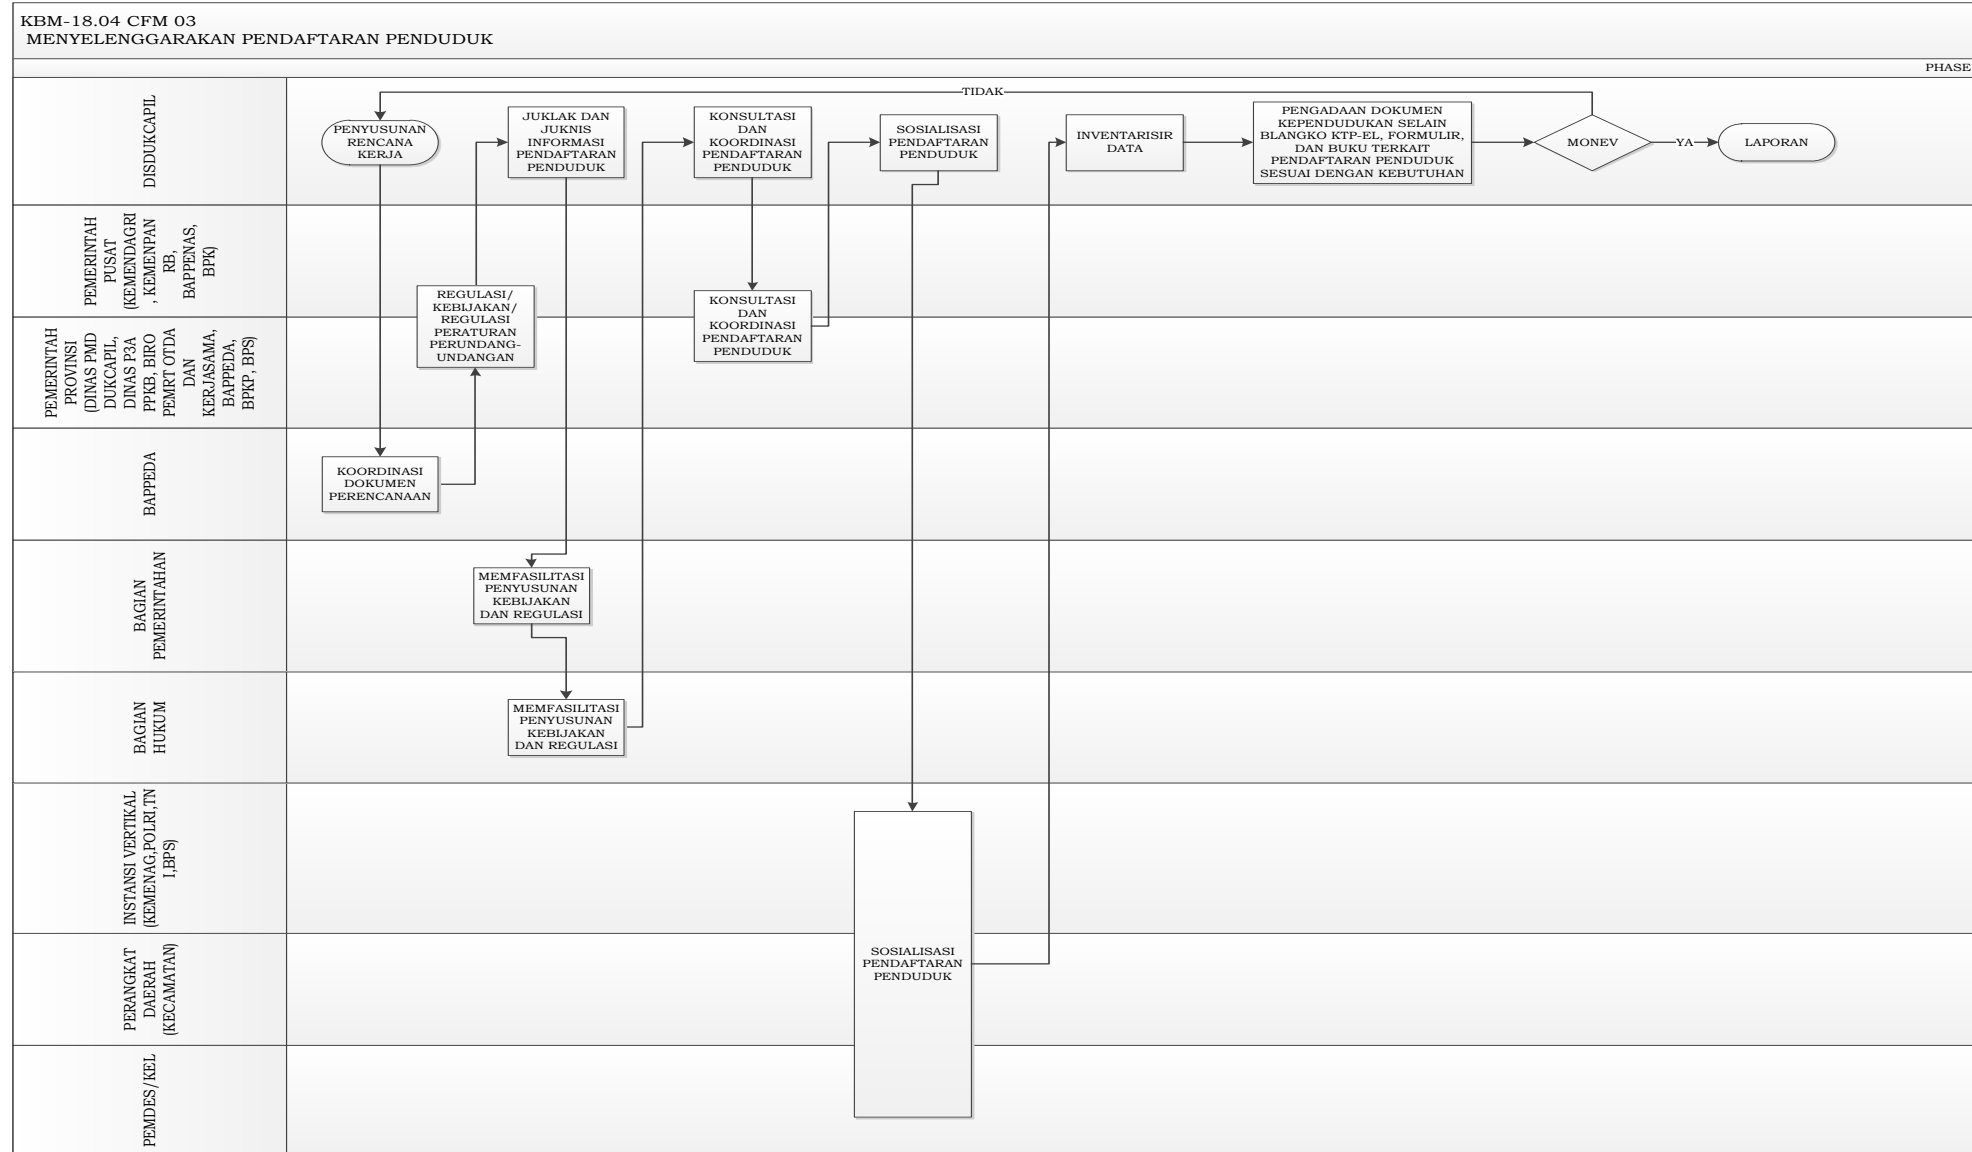 KBM-18.04 CFM 03
MENYELENGGARAKAN PENDAFTARAN PENDUDUK
PHASE
DISDUKCAPIL
TIDAK
PENYUSUNAN
RENCANA
KERJA
JUKLAK DAN
JUKNIS
INFORMASI
PENDAFTARAN
PENDUDUK
KONSULTASI
DAN
KOORDINASI
PENDAFTARAN
PENDUDUK
SOSIALISASI
PENDAFTARAN
PENDUDUK
INVENTARISIR
DATA
PENGADAAN DOKUMEN
KEPENDUDUKAN SELAIN
BLANGKO KTP-EL, FORMULIR,
DAN BUKU TERKAIT
PENDAFTARAN PENDUDUK
SESUAI DENGAN KEBUTUHAN
MONEV
YA
LAPORAN
PEMERINTAH
PUSAT
(KEMENDAGRI
, KEMENPAN
RB,
BAPPENAS,
BPK)
REGULASI/
KEBIJAKAN/
REGULASI
PERATURAN
PERUNDANG-
UNDANGAN
KONSULTASI
DAN
KOORDINASI
PENDAFTARAN
PENDUDUK
PEMERINTAH
PROVINSI
(DINAS PMD
DUKCAPIL,
DINAS P3A
PPKB, BIRO
PEMRT OTDA
DAN
KERJASAMA,
BAPPEDA,
BPKP, BPS)
BAPPEDA
KOORDINASI
DOKUMEN
PERENCANAAN
BAGIAN
PEMERINTAHAN
MEMFASILITASI
PENYUSUNAN
KEBIJAKAN
DAN REGULASI
BAGIAN
HUKUM
MEMFASILITASI
PENYUSUNAN
KEBIJAKAN
DAN REGULASI
INSTANSI VERTIKAL
(KEMENAG,POLRI,TN
I,BPS)
PERANGKAT
DAERAH
(KECAMATAN)
SOSIALISASI
PENDAFTARAN
PENDUDUK
PEMDES/KEL